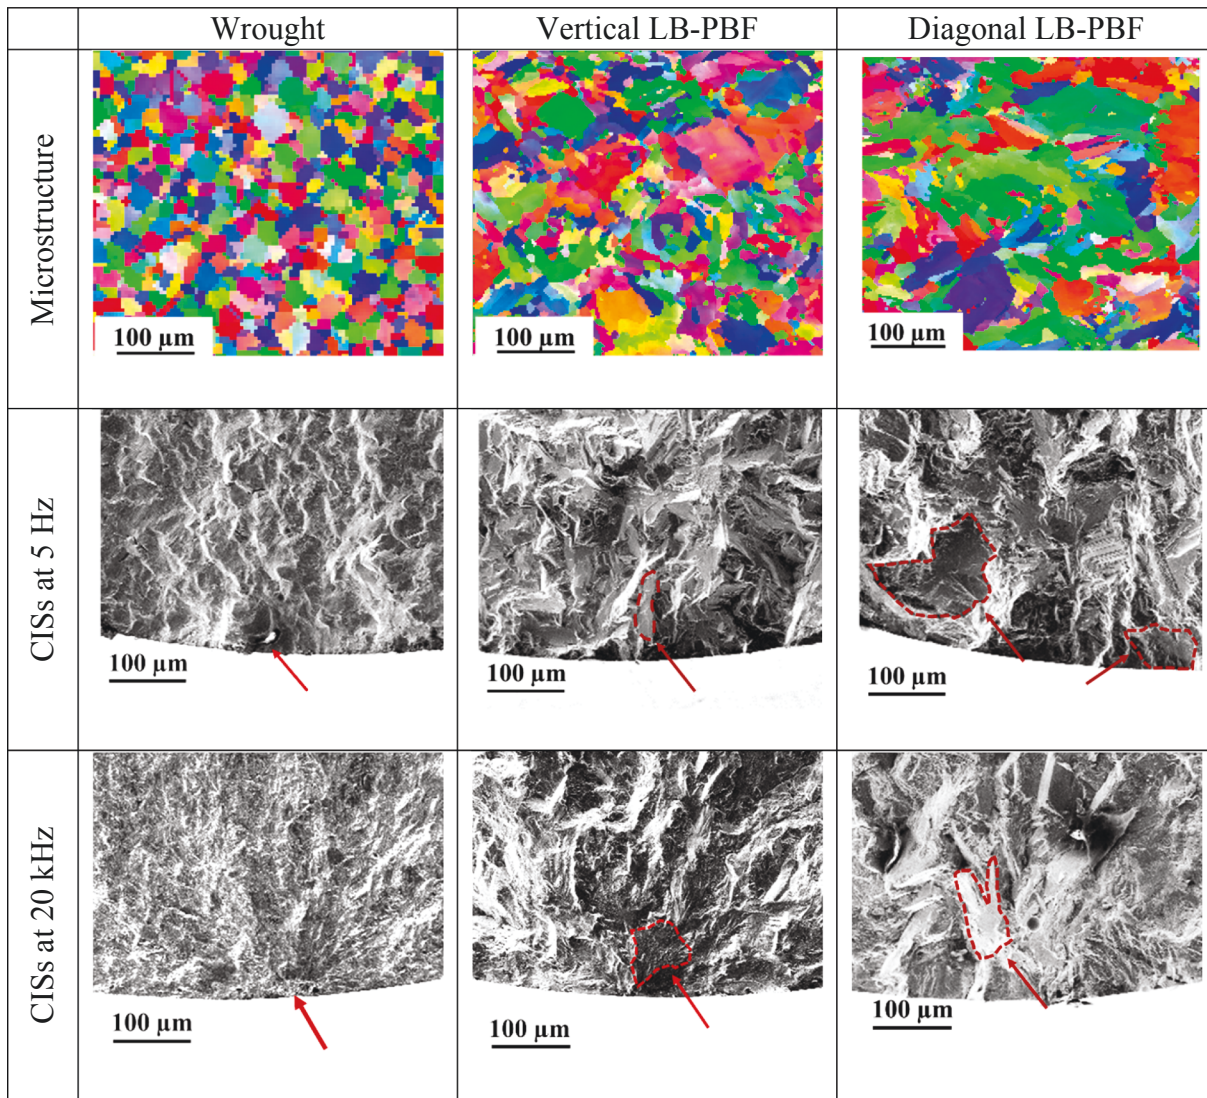 Wrought
Vertical LB-PBF
Diagonal LB-PBF
Microstructure
100 µm
100 µm
100 µm
CISs at 5 Hz
100 µm
100 µm
100 µm
CISs at 20 kHz
100 µm
100 µm
100 µm